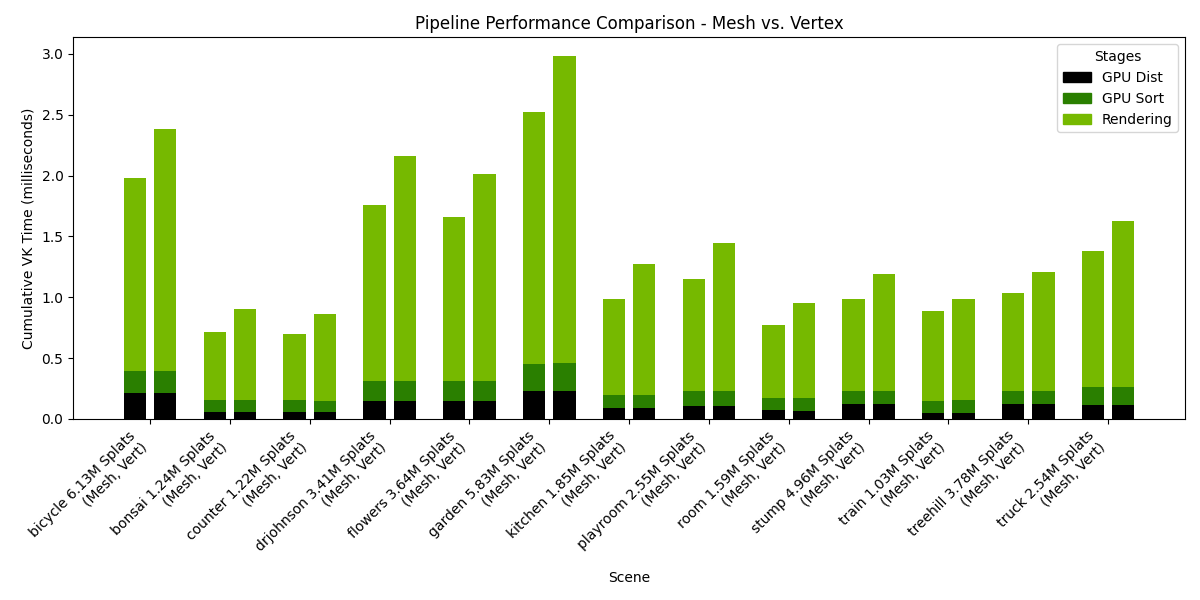 Pipeline Performance Comparison - Mesh vs. Vertex
Stages
GPU Dist
GPU Sort
Rendering
Cumulative VK Time (milliseconds)
3.0
2.5
2.0
1.5
1.0
0.5
0.0
bicycle 6.13M Splats
(Mesh, Vert)
bonsai 1.24M Splats
(Mesh, Vert)
counter 1.22M Splats
(Mesh, Vert)
drjohnson 3.41M Splats
(Mesh, Vert)
flowers 3.64M Splats
(Mesh, Vert)
garden 5.83M Splats
(Mesh, Vert)
kitchen 1.85M Splats
(Mesh, Vert)
playroom 2.55M Splats
(Mesh, Vert)
room 1.59M Splats
(Mesh, Vert)
stump 4.96M Splats
(Mesh, Vert)
train 1.03M Splats
(Mesh, Vert)
treehill 3.78M Splats
(Mesh, Vert)
truck 2.54M Splats
(Mesh, Vert)
Scene